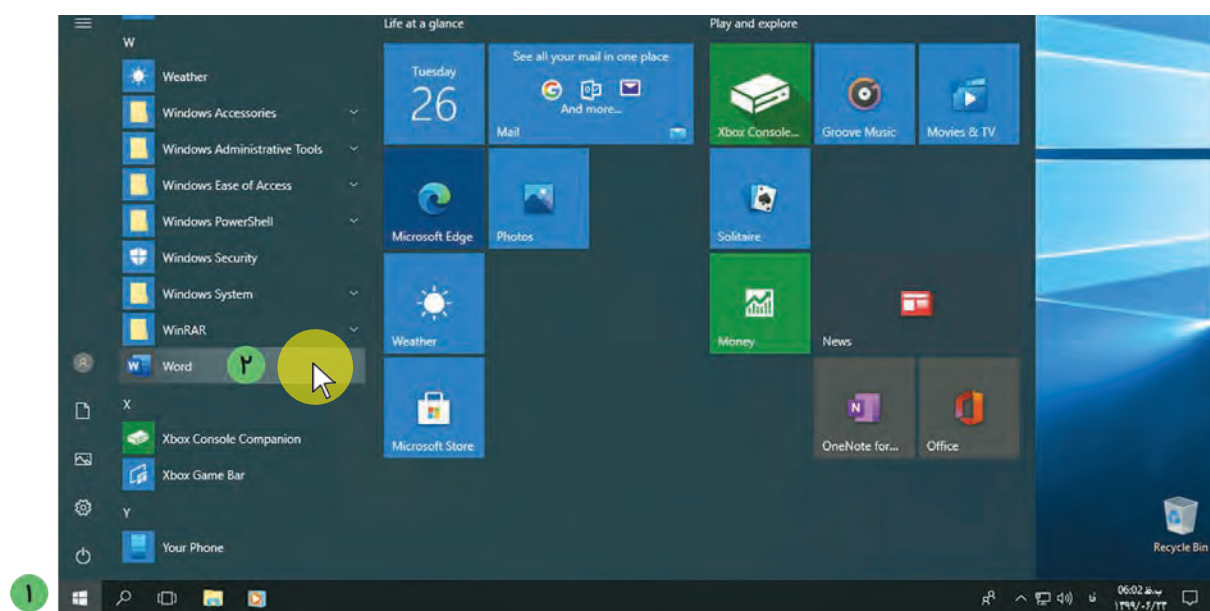 W
Weather
Windows Accessories
Windows Administrative Tools
Windows Ease of Access
Windows PowerShell
Windows Security
Windows System
WinRAR
Word
۲
X
Xbox Console Companion
Xbox Game Bar
Y
Your Phone
Life at a glance
Tuesday
26
See all your mail in one place
And more...
Mail
Microsoft Edge
Photos
Weather
Microsoft Store
Play and explore
Xbox Console...
Groove Music
Movies & TV
Solitaire
Money
News
OneNote for...
Office
Recycle Bin
۱
06:02 ب.ظ